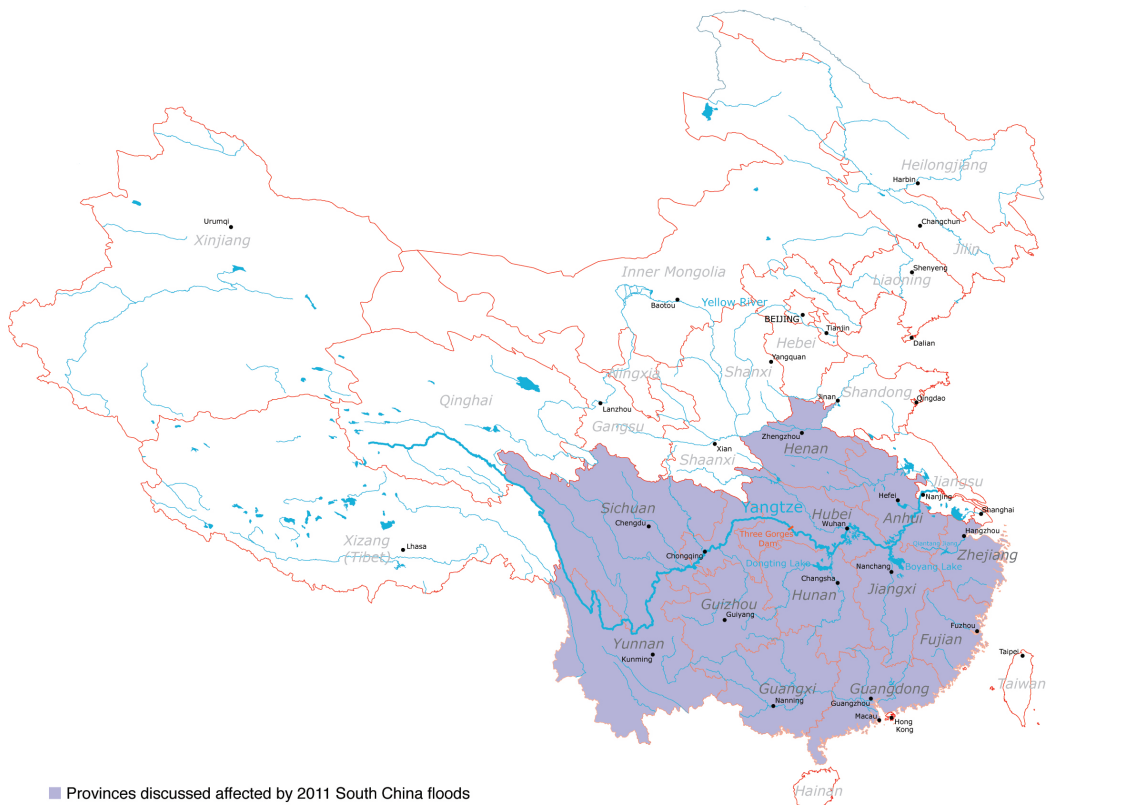 Heilongjiang
Harbin
Changchun
Urumqi
Xinjiang
Jilin
Shenyeng
Liaoning
Inner Mongolia
Baotou
Yellow River
BEIJING
Tianjin
Hebei
Dalian
Yangquan
Ningxia
Shanxi
Qinghai
Shandong
Jinan
Qingdao
Lanzhou
Gangsu
Zhengzhou
Xian
Henan
Shaanxi
Jiangsu
Hefei
Nanjing
Sichuan
Yangtze
Hubei
Anhui
Shanghai
Chengdu
Wuhan
Hangzhou
Three Gorges
Dam
Xizang
(Tibet)
Lhasa
Chongqing
Zhejiang
Dongting Lake
Nanchang
Boyang Lake
Changsha
Hunan
Jiangxi
Guizhou
Guiyang
Fuzhou
Fujian
Yunnan
Kunming
Taipei
Taiwan
Guangxi
Guangdong
Nanning
Guangzhou
Macau
Hong
Kong
Hainan
Provinces discussed affected by 2011 South China floods